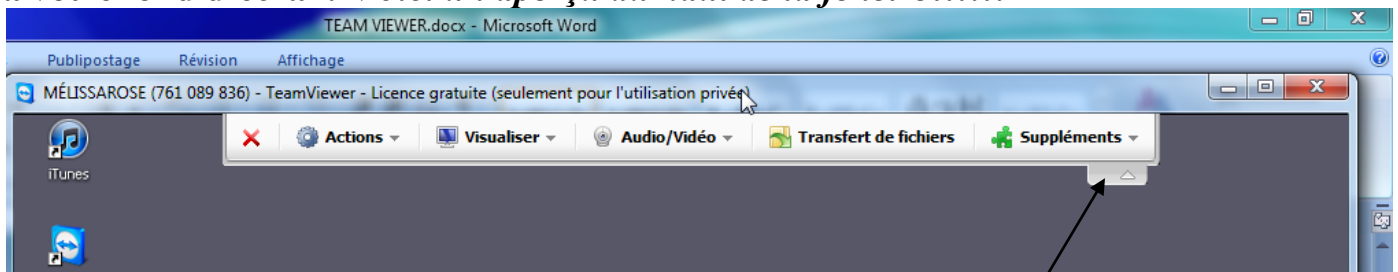 TEAM VIEWER.docx - Microsoft Word
Publipostage Révision Affichage
MÉLISSAROSE (761 089 836) - TeamViewer - Licence gratuite (seulement pour l'utilisation privée)
Actions Visualiser Audio/Vidéo Transfert de fichiers Suppléments
iTunes